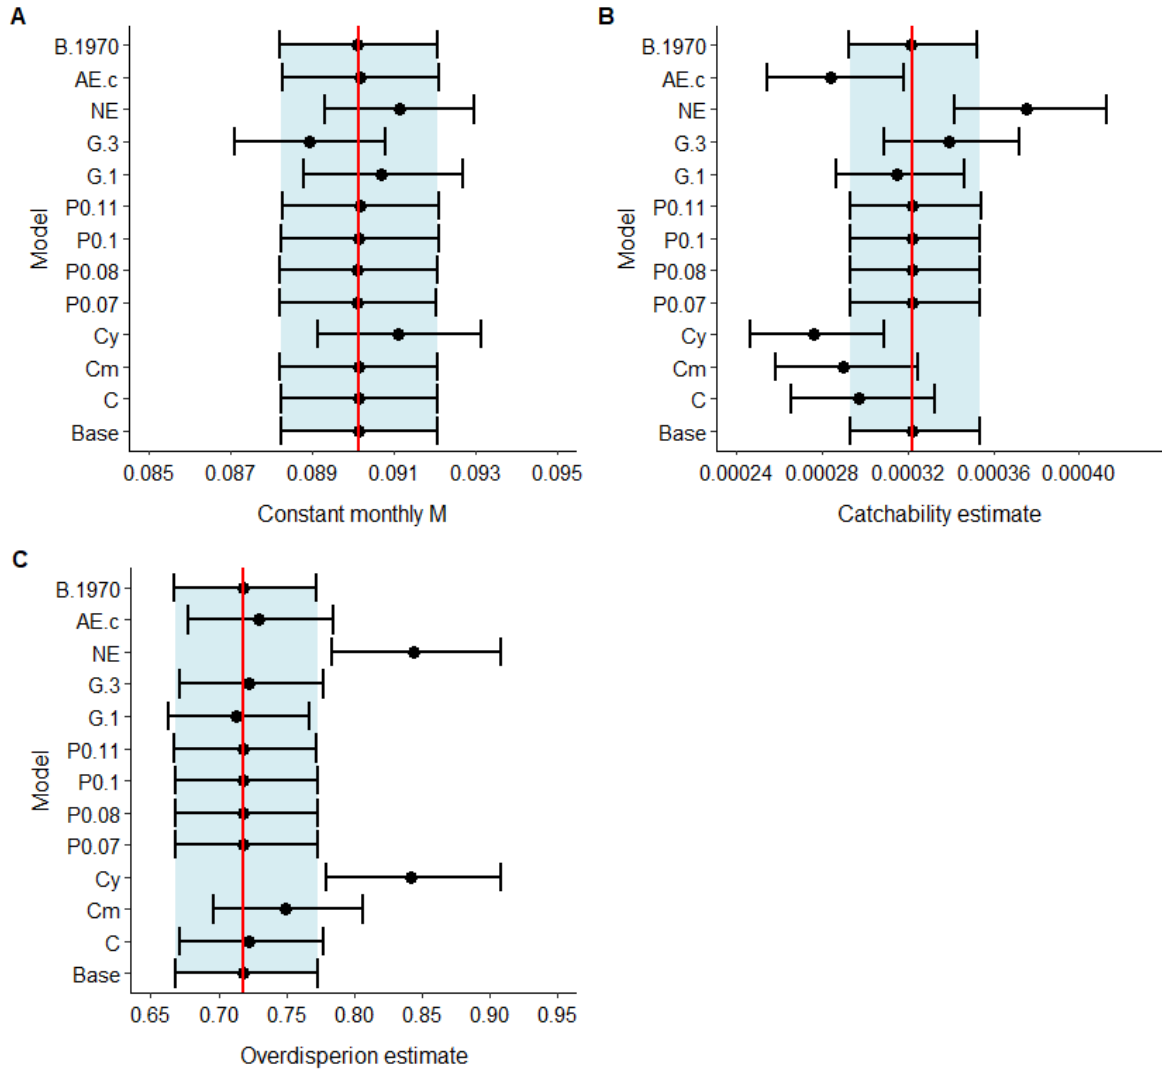 A
B.1970
AE.c
NE
G.3
G.1
P0.11
P0.1
P0.08
P0.07
Cy
Cm
C
Base
Model
0.085 0.087 0.089 0.091 0.093 0.095
Constant monthly M
B
B.1970
AE.c
NE
G.3
G.1
P0.11
P0.1
P0.08
P0.07
Cy
Cm
C
Base
Model
0.00024 0.00028 0.00032 0.00036 0.00040
Catchability estimate
C
B.1970
AE.c
NE
G.3
G.1
P0.11
P0.1
P0.08
P0.07
Cy
Cm
C
Base
Model
0.65 0.70 0.75 0.80 0.85 0.90 0.95
Overdisperion estimate